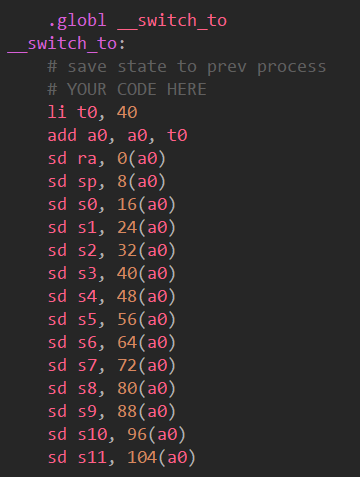 .globl __switch_to
__switch_to:
# save state to prev process
# YOUR CODE HERE
li t0, 40
add a0, a0, t0
sd ra, 0(a0)
sd sp, 8(a0)
sd s0, 16(a0)
sd s1, 24(a0)
sd s2, 32(a0)
sd s3, 40(a0)
sd s4, 48(a0)
sd s5, 56(a0)
sd s6, 64(a0)
sd s7, 72(a0)
sd s8, 80(a0)
sd s9, 88(a0)
sd s10, 96(a0)
sd s11, 104(a0)